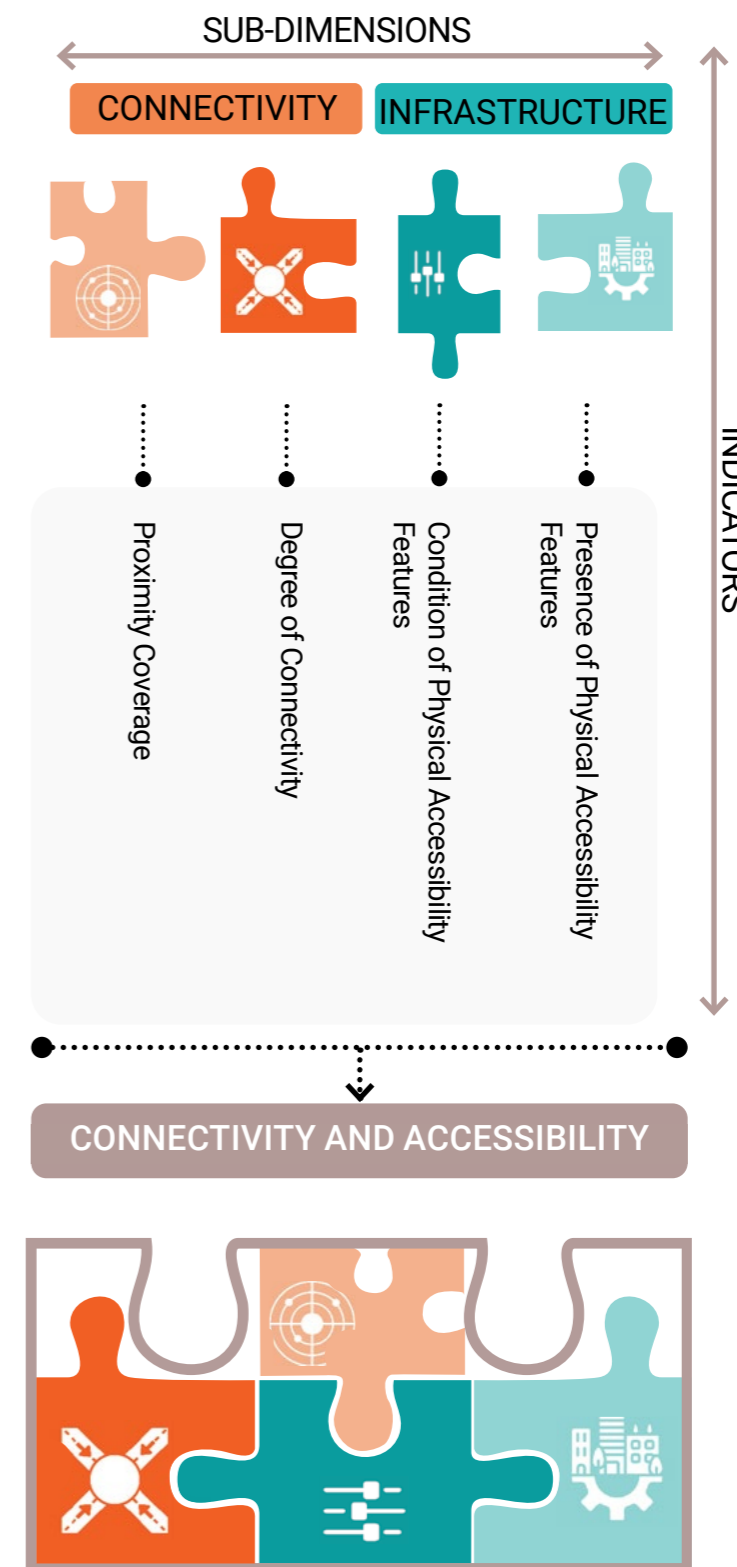 SUB-DIMENSIONS
CONNECTIVITY
INFRASTRUCTURE
INDICATORS
Proximity Coverage
Degree of Connectivity
Condition of Physical Accessibility
Features
Presence of Physical Accessibility
Features
CONNECTIVITY AND ACCESSIBILITY